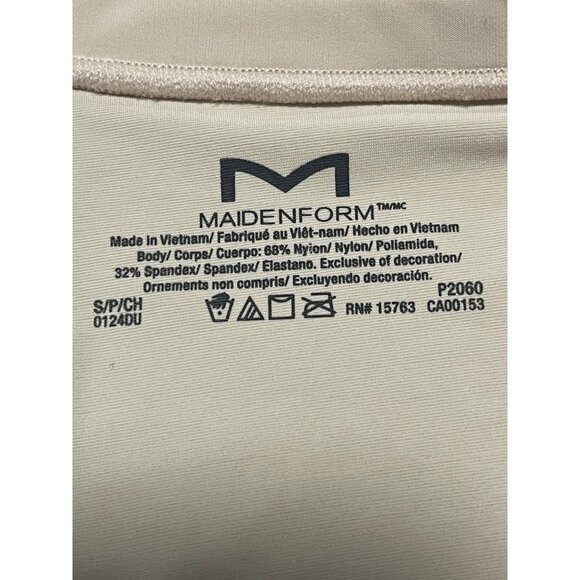 M
MAIDENFORM™/MC
Made in Vietnam/ Fabriqué au Viêt-nam/ Hecho en Vietnam
Body/ Corps/ Cuerpo: 68% Nylon/ Nylon/ Poliamida,
32% Spandex/ Spandex/ Elastano. Exclusive of decoration/
Ornements non compris/ Excluyendo decoración.
S/P/CH
0124DU
RN# 15763
P2060
CA00153